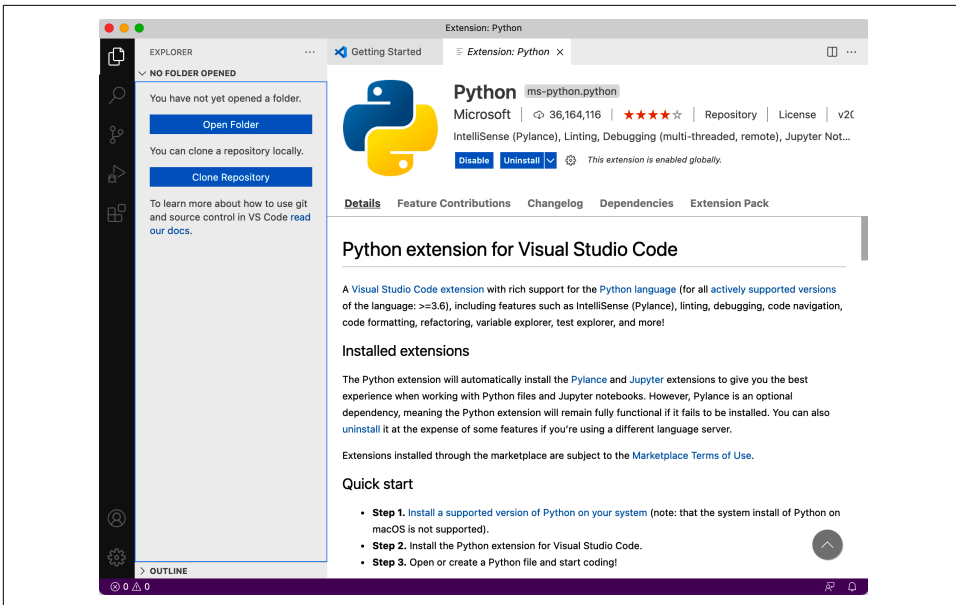 Extension: Python
EXPLORER
NO FOLDER OPENED
You have not yet opened a folder.
Open Folder
You can clone a repository locally.
Clone Repository
To learn more about how to use git
and source control in VS Code read
our docs.
OUTLINE
Getting Started
Extension: Python
Python ms-python.python
Microsoft 36,164,116 ★★★★☆ Repository License v20
IntelliSense (Pylance), Linting, Debugging (multi-threaded, remote), Jupyter Not...
Disable Uninstall This extension is enabled globally.
Details Feature Contributions Changelog Dependencies Extension Pack
Python extension for Visual Studio Code
A Visual Studio Code extension with rich support for the Python language (for all actively supported versions
of the language: >=3.6), including features such as IntelliSense (Pylance), linting, debugging, code navigation,
code formatting, refactoring, variable explorer, test explorer, and more!
Installed extensions
The Python extension will automatically install the Pylance and Jupyter extensions to give you the best
experience when working with Python files and Jupyter notebooks. However, Pylance is an optional
dependency, meaning the Python extension will remain fully functional if it fails to be installed. You can also
uninstall it at the expense of some features if you're using a different language server.
Extensions installed through the marketplace are subject to the Marketplace Terms of Use.
Quick start
• Step 1. Install a supported version of Python on your system (note: that the system install of Python on
macOS is not supported).
• Step 2. Install the Python extension for Visual Studio Code.
• Step 3. Open or create a Python file and start coding!
0 0